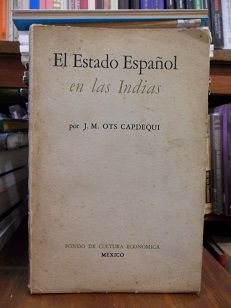 El Estado Español
en las Indias
por J. M. OTS CAPDEQUI
FONDO DE CULTURA ECONOMICA
MEXICO